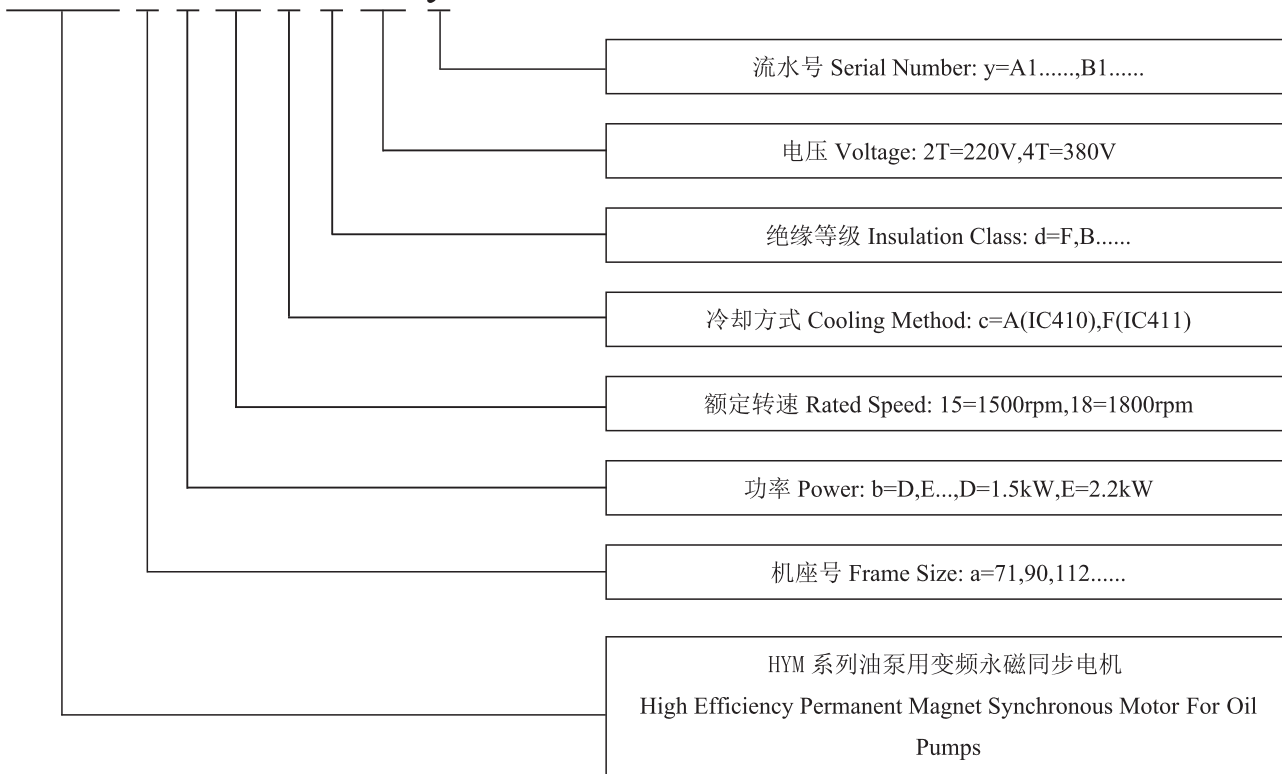 流水号 Serial Number: y=A1......,B1......
电压 Voltage: 2T=220V,4T=380V
绝缘等级 Insulation Class: d=F,B......
冷却方式 Cooling Method: c=A(IC410),F(IC411)
额定转速 Rated Speed: 15=1500rpm,18=1800rpm
功率 Power: b=D,E...,D=1.5kW,E=2.2kW
机座号 Frame Size: a=71,90,112......
HYM 系列油泵用变频永磁同步电机
High Efficiency Permanent Magnet Synchronous Motor For Oil
Pumps